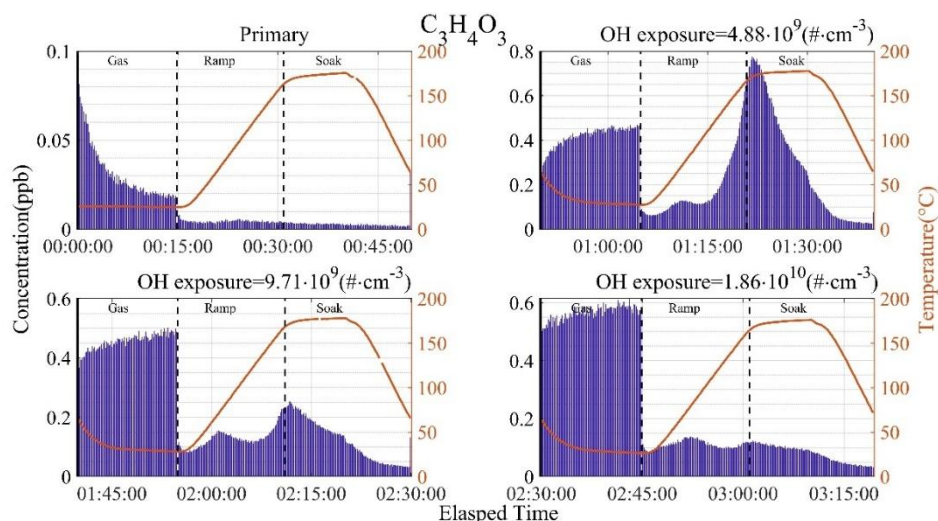 C3H4O3
Primary
OH exposure=4.88·10^9(#·cm^-3)
Gas Ramp Soak
Gas Ramp Soak
0.1
0.05
0
200
150
100
50
0
0.8
0.6
0.4
0.2
0
200
150
100
50
0
00:00:00 00:15:00 00:30:00 00:45:00
01:00:00 01:15:00 01:30:00
Concentration(ppb)
Temperature(°C)
OH exposure=9.71·10^9(#·cm^-3)
OH exposure=1.86·10^10(#·cm^-3)
Gas Ramp Soak
Gas Ramp Soak
0.6
0.4
0.2
0
200
150
100
50
0
0.6
0.4
0.2
0
200
150
100
50
0
01:45:00 02:00:00 02:15:00 02:30:00
02:30:00 02:45:00 03:00:00 03:15:00
Elasped Time